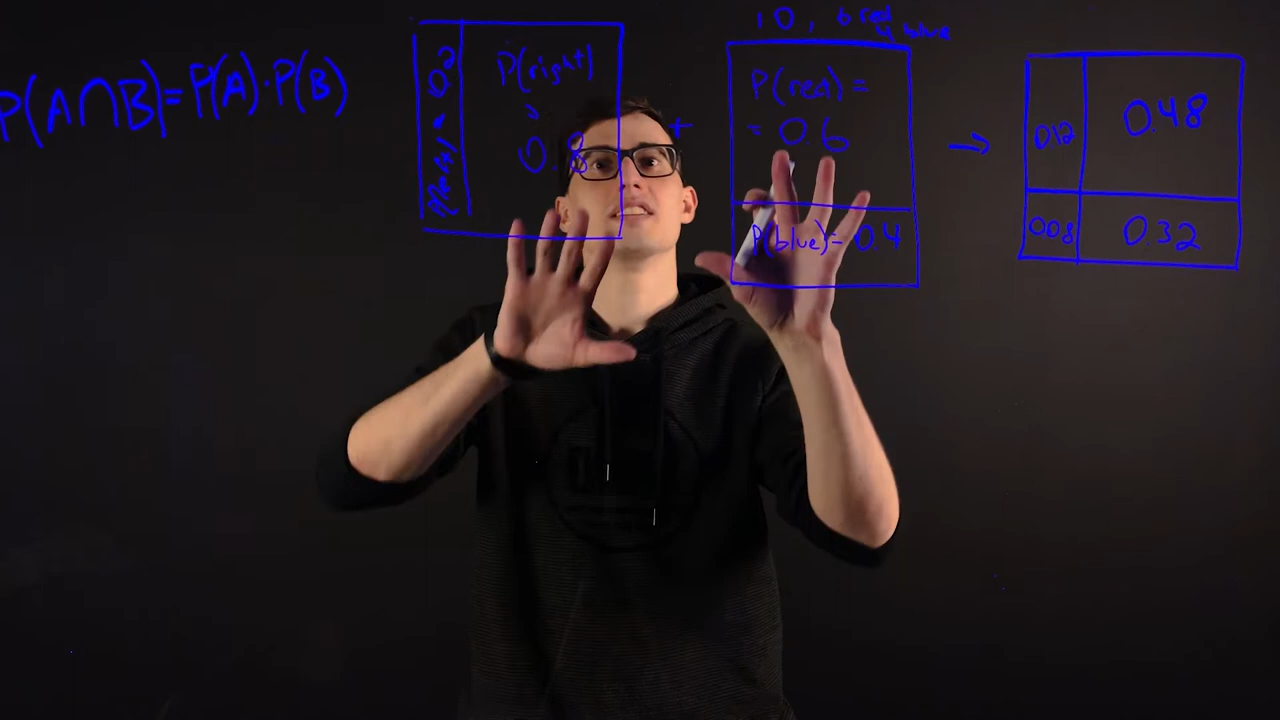 P(A∩B)=P(A)·P(B)
0.2
P(right)
0.8
+
10, 6 red
4 blue
P(red) =
= 0.6
P(blue)= 0.4
→
0.12
0.48
0.08
0.32